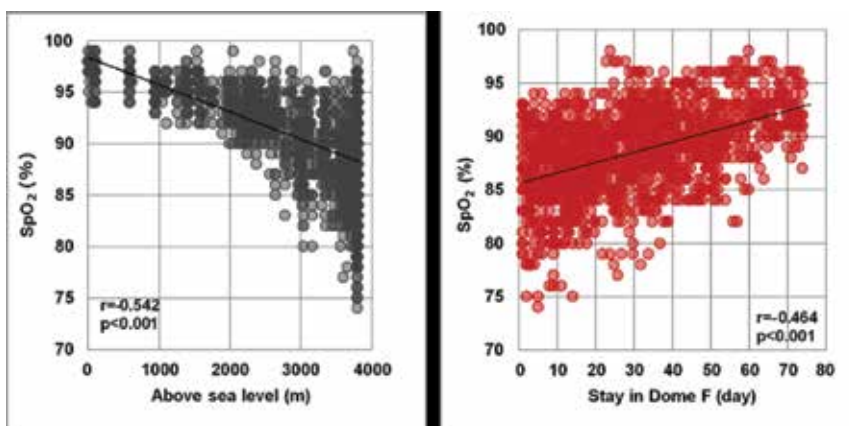 100
95
90
85
80
75
70
SpO₂ (%)
r=-0.542
p<0.001
0 1000 2000 3000 4000
Above sea level (m)
100
95
90
85
80
75
70
SpO₂ (%)
r=-0.464
p<0.001
0 10 20 30 40 50 60 70 80
Stay in Dome F (day)